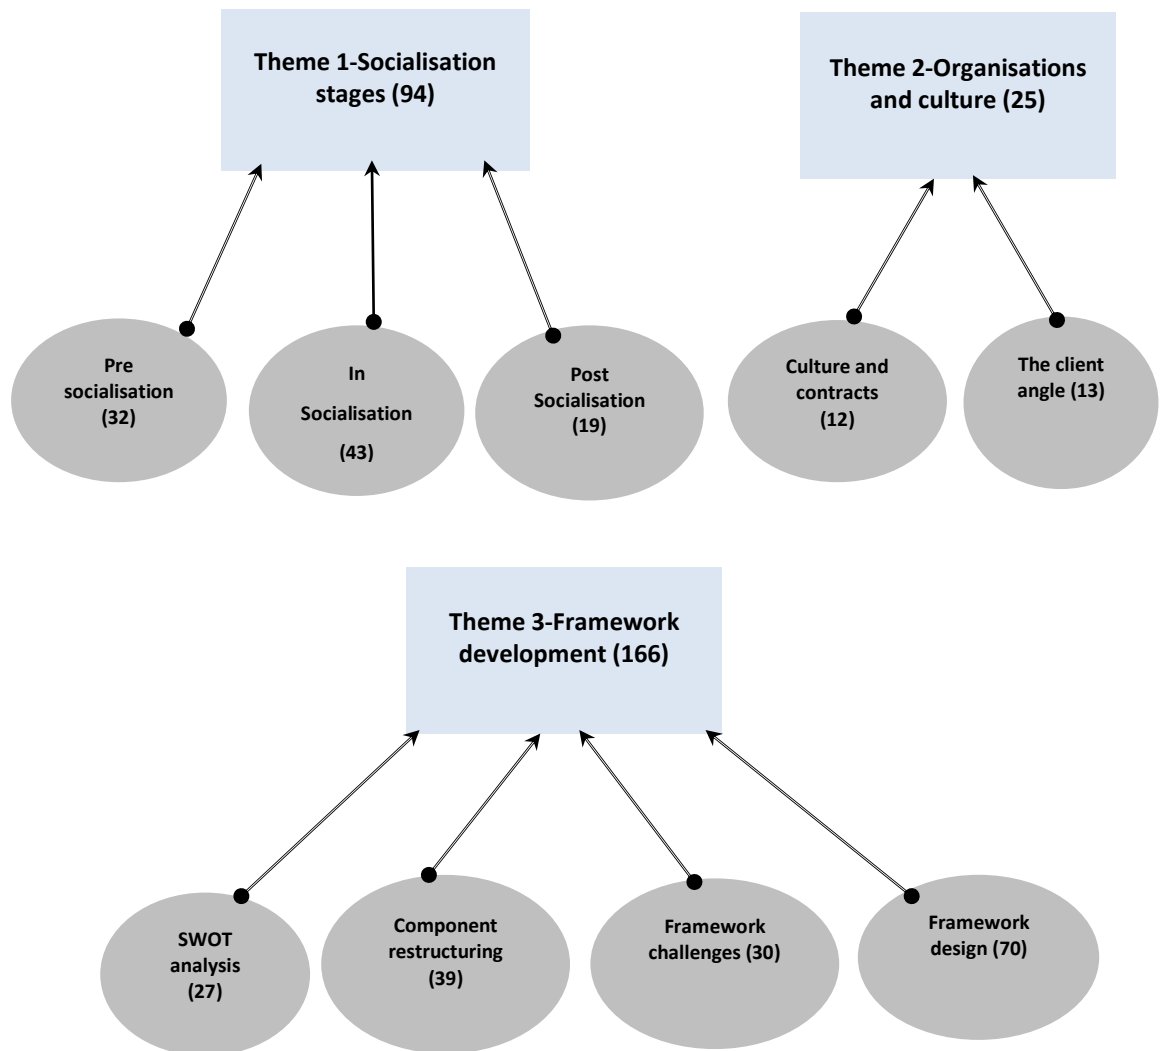 Theme 1-Socialisation
stages (94)
Theme 2-Organisations
and culture (25)
Pre
socialisation
(32)
In
Socialisation
(43)
Post
Socialisation
(19)
Culture and
contracts
(12)
The client
angle (13)
Theme 3-Framework
development (166)
SWOT
analysis
(27)
Component
restructuring
(39)
Framework
challenges (30)
Framework
design (70)